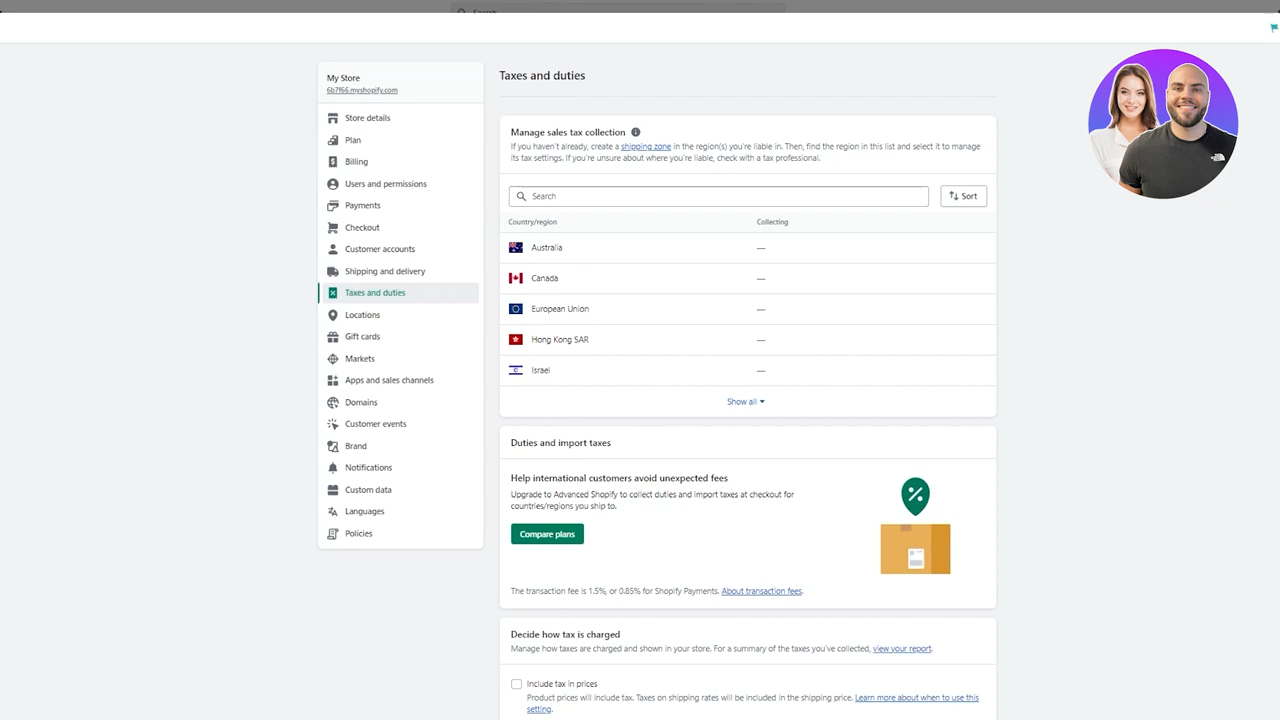 Search
My Store
6b7f66.myshopify.com
Store details
Plan
Billing
Users and permissions
Payments
Checkout
Customer accounts
Shipping and delivery
Taxes and duties
Locations
Gift cards
Markets
Apps and sales channels
Domains
Customer events
Brand
Notifications
Custom data
Languages
Policies
Taxes and duties
Manage sales tax collection
If you haven't already, create a shipping zone in the region(s) you're liable in. Then, find the region in this list and select it to manage
its tax settings. If you're unsure about where you're liable, check with a tax professional.
Search
Sort
Country/region Collecting
Australia —
Canada —
European Union —
Hong Kong SAR —
Israel —
Show all
Duties and import taxes
Help international customers avoid unexpected fees
Upgrade to Advanced Shopify to collect duties and import taxes at checkout for
countries/regions you ship to.
Compare plans
The transaction fee is 1.5%, or 0.85% for Shopify Payments. About transaction fees.
Decide how tax is charged
Manage how taxes are charged and shown in your store. For a summary of the taxes you've collected, view your report.
Include tax in prices
Product prices will include tax. Taxes on shipping rates will be included in the shipping price. Learn more about when to use this
setting.